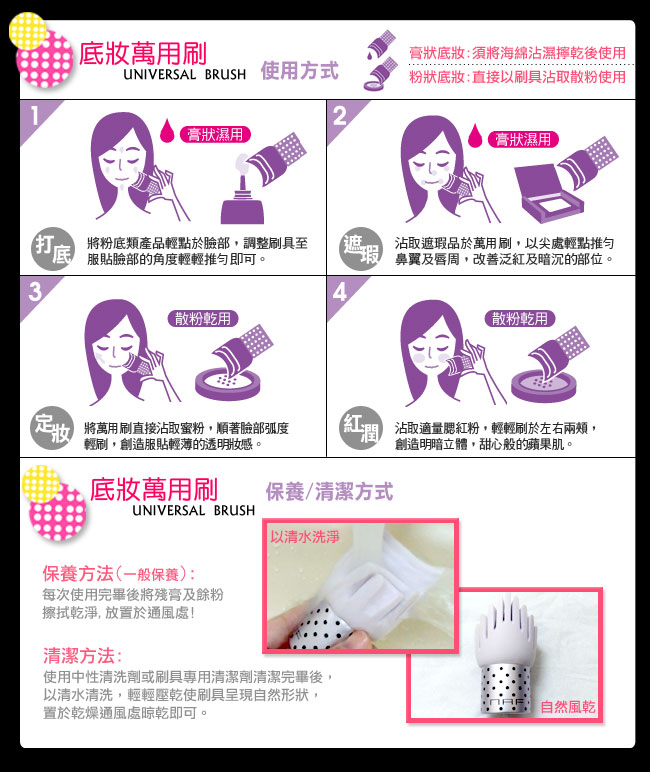 底妝萬用刷
UNIVERSAL BRUSH
使用方式
膏狀底妝:須將海綿沾濕擰乾後使用
粉狀底妝:直接以刷具沾取散粉使用
1
膏狀濕用
打底
將粉底類產品輕點於臉部,調整刷具至
服貼臉部的角度輕輕推勻即可。
2
膏狀濕用
遮瑕
沾取遮瑕品於萬用刷,以尖處輕點推勻
鼻翼及唇周,改善泛紅及暗沉的部位。
3
散粉乾用
定妝
將萬用刷直接沾取蜜粉,順著臉部弧度
輕刷,創造服貼輕薄的透明妝感。
4
散粉乾用
紅潤
沾取適量腮紅粉,輕輕刷於左右兩頰,
創造明暗立體,甜心般的蘋果肌。
底妝萬用刷
UNIVERSAL BRUSH
保養/清潔方式
以清水洗淨
保養方法(一般保養):
每次使用完畢後將殘膏及餘粉
擦拭乾淨, 放置於通風處!
清潔方法:
使用中性清洗劑或刷具專用清潔劑清潔完畢後,
以清水清洗,輕輕壓乾使刷具呈現自然形狀,
置於乾燥通風處晾乾即可。
自然風乾